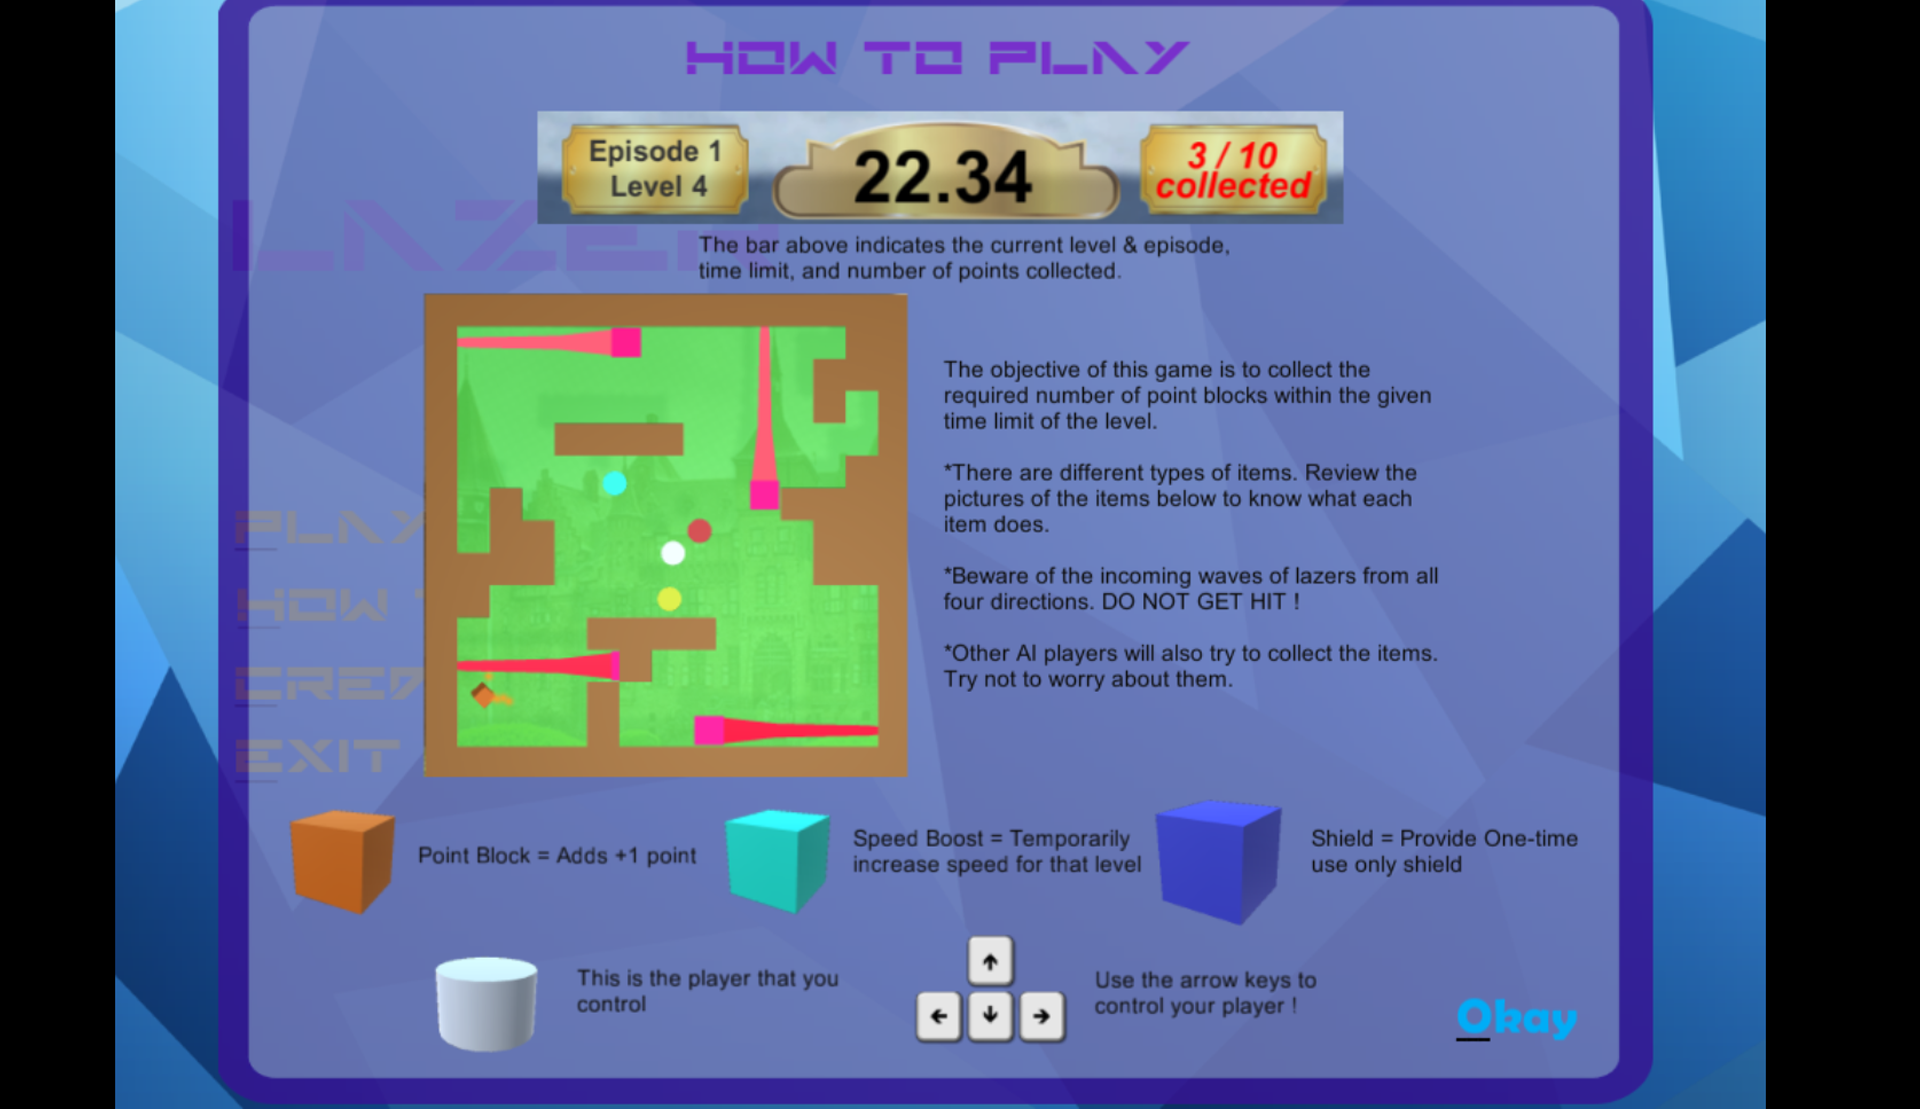 HOW TO PLAY
Episode 1
Level 4
22.34
3 / 10
collected
LAZER
The bar above indicates the current level & episode,
time limit, and number of points collected.
The objective of this game is to collect the
required number of point blocks within the given
time limit of the level.
*There are different types of items. Review the
pictures of the items below to know what each
item does.
*Beware of the incoming waves of lazers from all
four directions. DO NOT GET HIT !
*Other AI players will also try to collect the items.
Try not to worry about them.
PLAY
HOW
CRED
EXIT
Point Block = Adds +1 point
Speed Boost = Temporarily
increase speed for that level
Shield = Provide One-time
use only shield
This is the player that you
control
Use the arrow keys to
control your player !
Okay